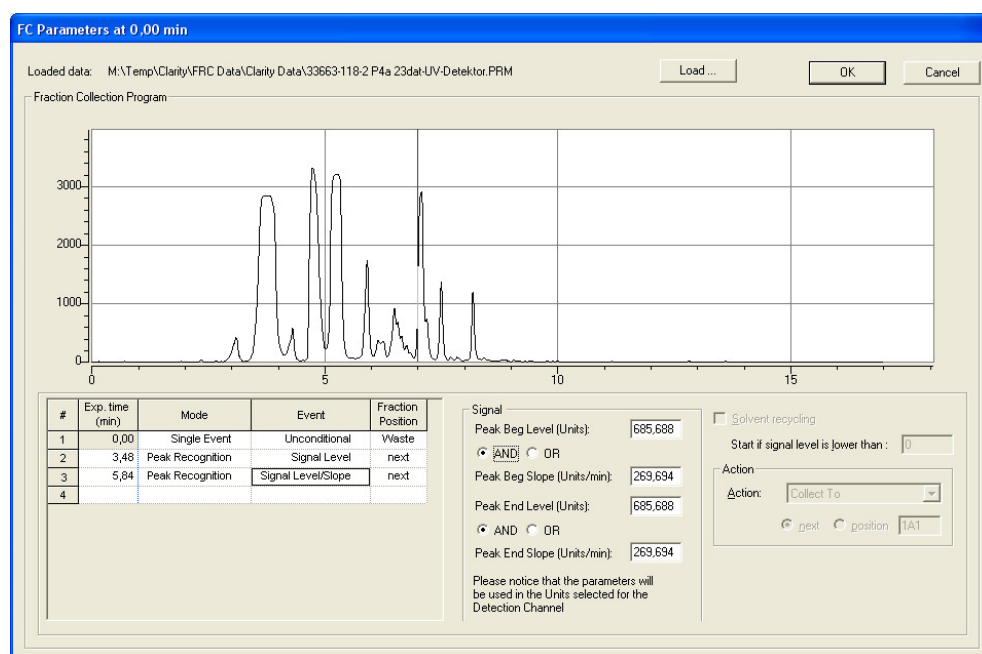 FC Parameters at 0,00 min
Loaded data: M:\Temp\Clarity\FRC Data\Clarity Data\33663-118-2 P4a 23dat-UV-Detektor.PRM Load ... OK Cancel
Fraction Collection Program
3000
2000
1000
0
0 5 10 15
# Exp. time (min) Mode Event Fraction Position
1 0,00 Single Event Unconditional Waste
2 3,48 Peak Recognition Signal Level next
3 5,84 Peak Recognition Signal Level/Slope next
4
Signal
Peak Beg Level (Units): 685,688
AND OR
Peak Beg Slope (Units/min): 269,694
Peak End Level (Units): 685,688
AND OR
Peak End Slope (Units/min): 269,694
Please notice that the parameters will
be used in the Units selected for the
Detection Channel
Solvent recycling
Start if signal level is lower than : 0
Action
Action: Collect To
next position 1A1